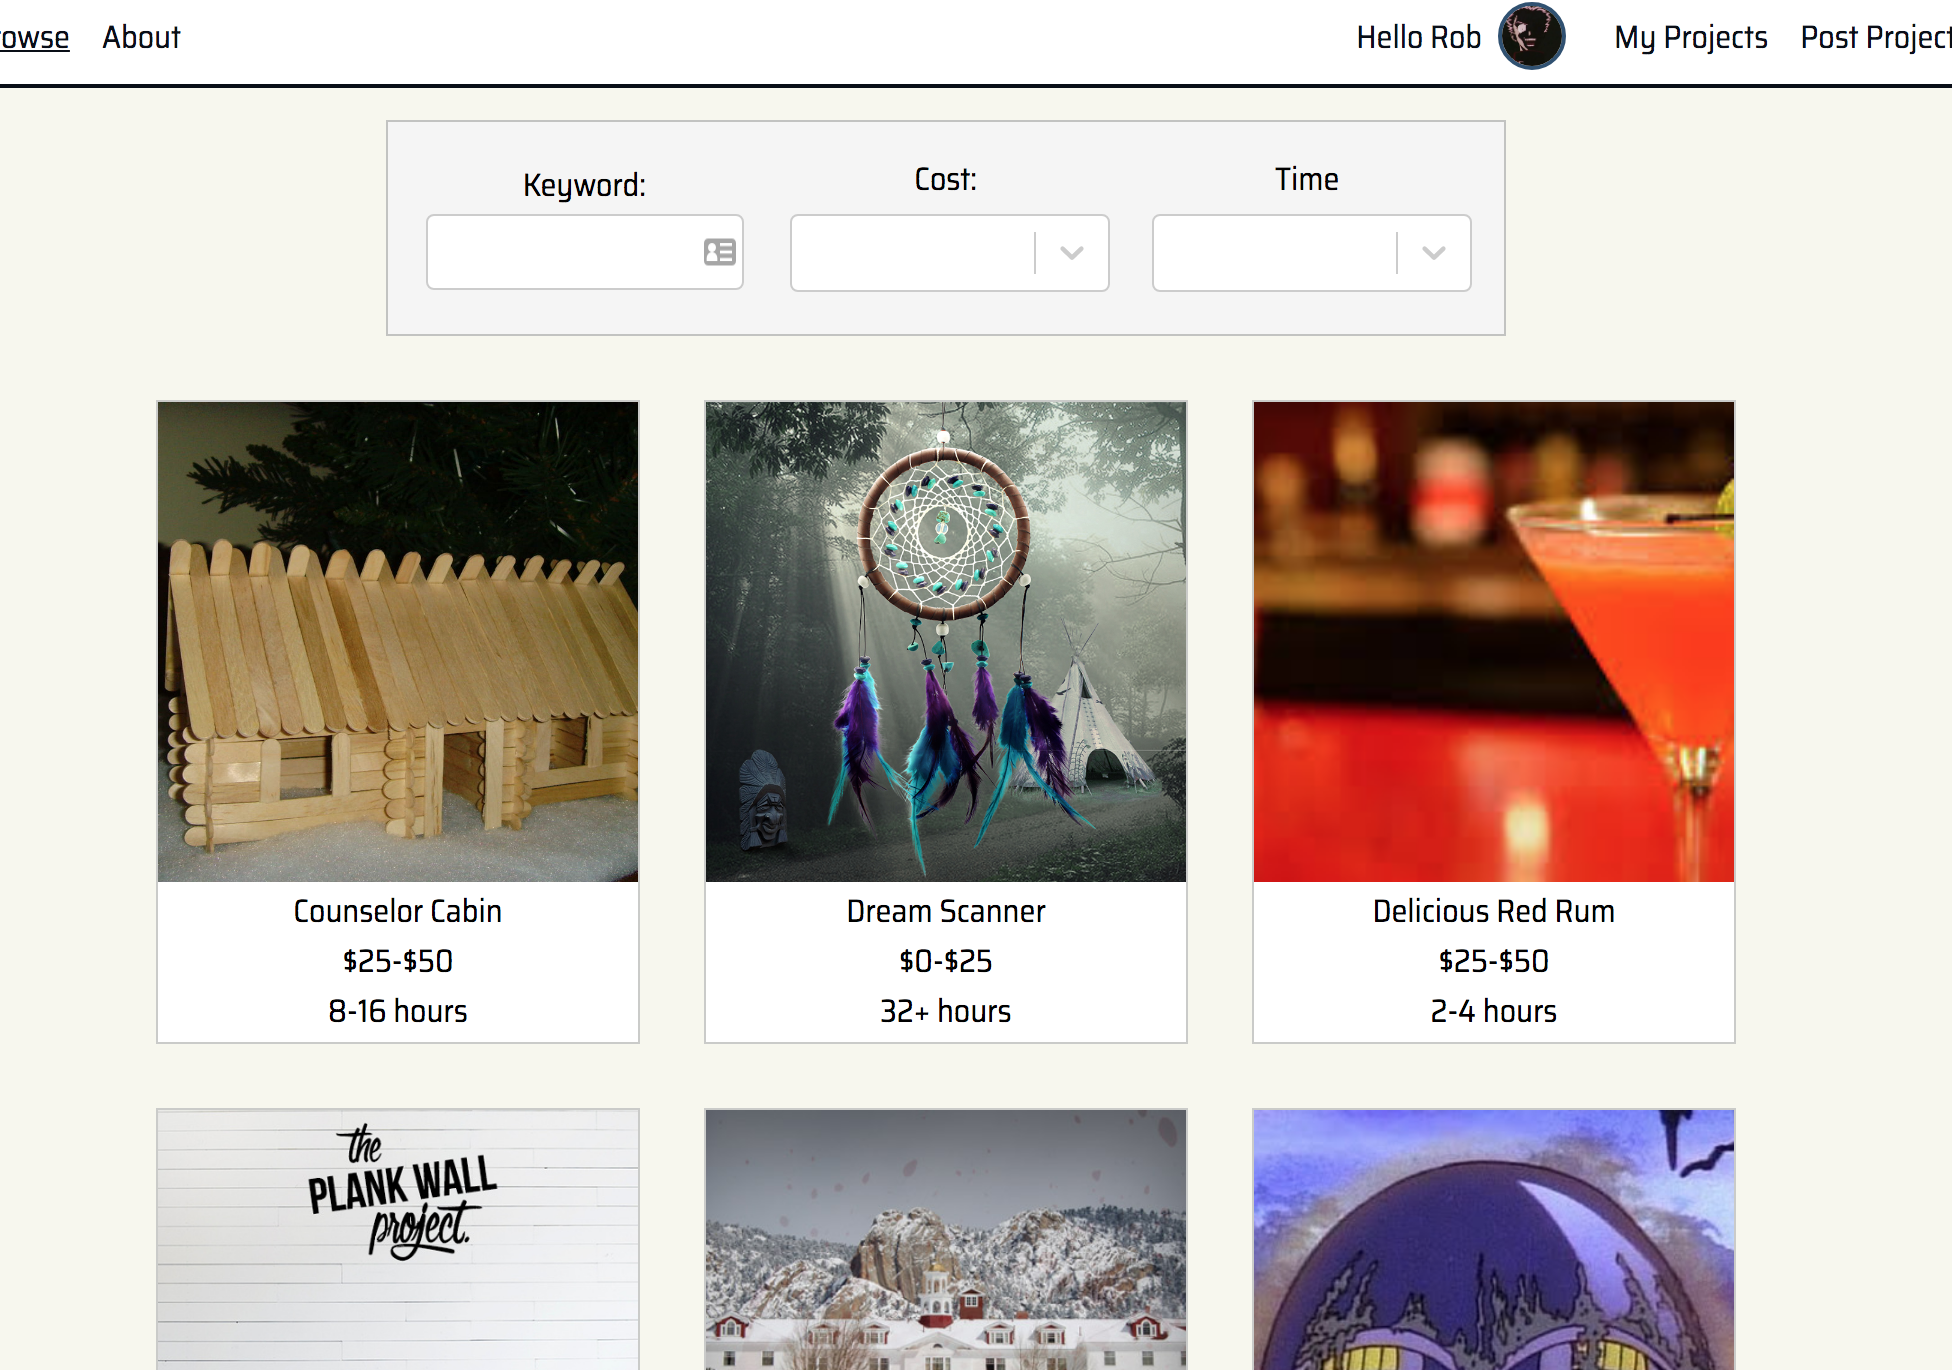 owse About Hello Rob My Projects Post Project
Keyword: Cost: Time
Counselor Cabin
$25-$50
8-16 hours
Dream Scanner
$0-$25
32+ hours
Delicious Red Rum
$25-$50
2-4 hours
the
PLANK WALL
project.